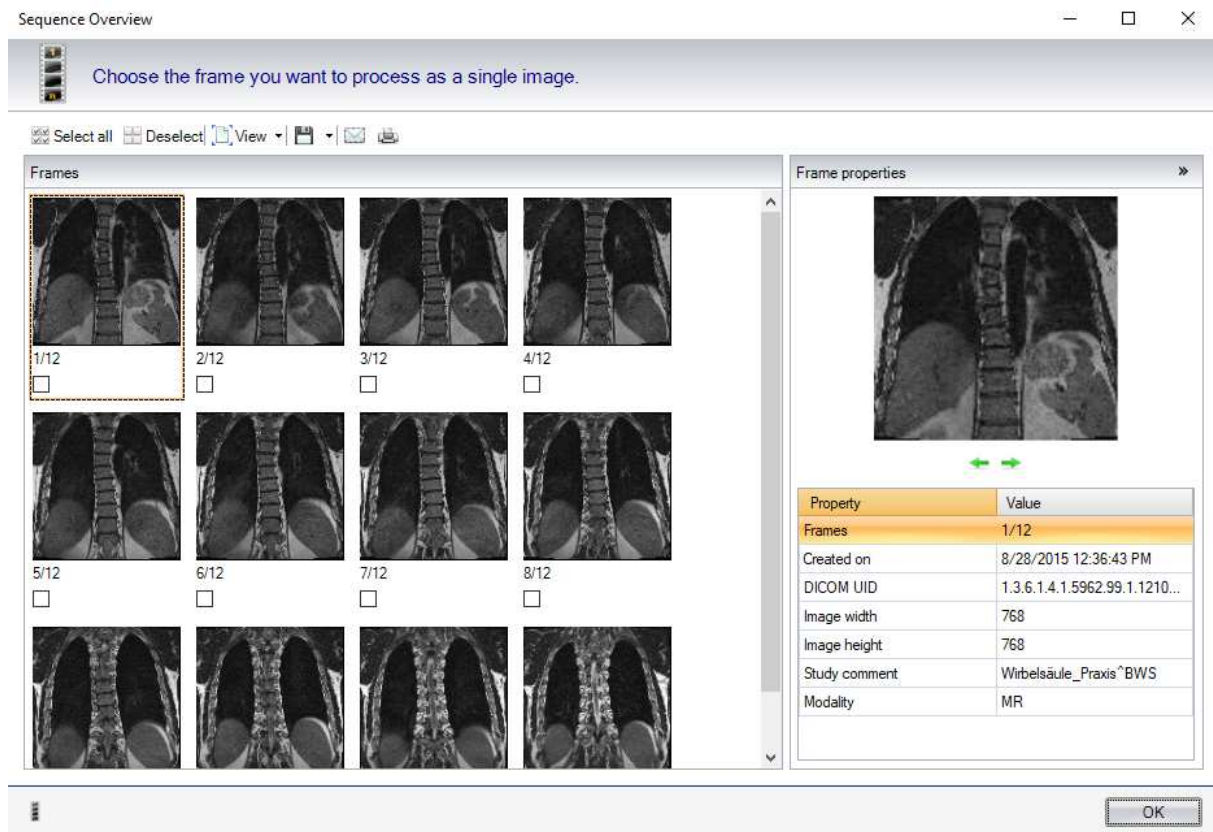 Sequence Overview
Choose the frame you want to process as a single image.
Select all Deselect View
Frames
1/12 2/12 3/12 4/12
5/12 6/12 7/12 8/12
Frame properties
Property Value
Frames 1/12
Created on 8/28/2015 12:36:43 PM
DICOM UID 1.3.6.1.4.1.5962.99.1.1210...
Image width 768
Image height 768
Study comment Wirbelsäule_Praxis^BWS
Modality MR
OK